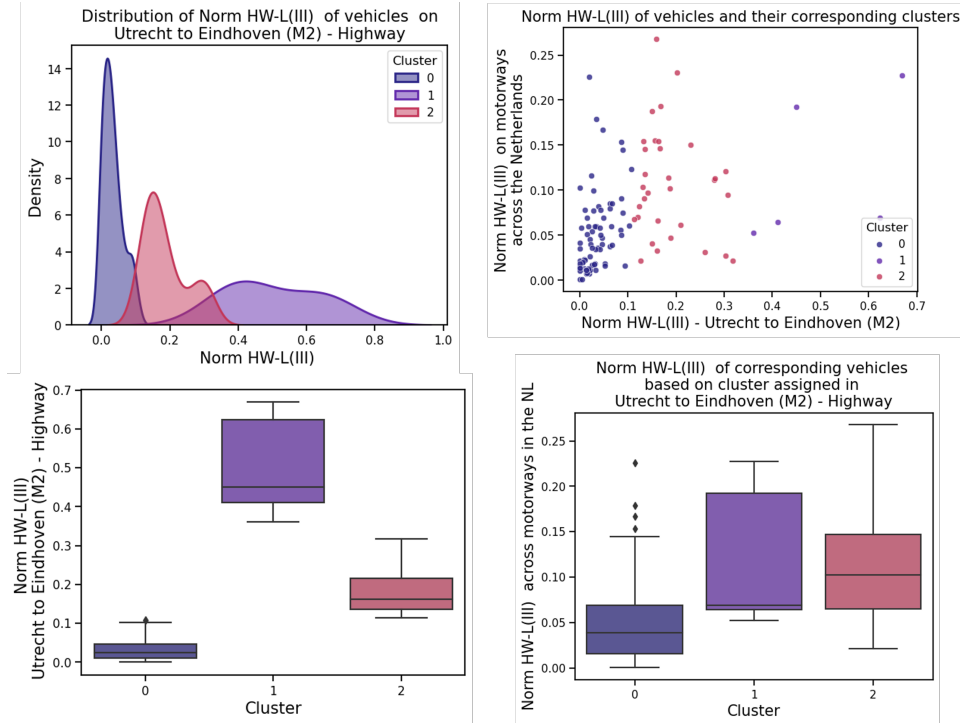 Distribution of Norm HW-L(III) of vehicles on
Utrecht to Eindhoven (M2) - Highway
Density
14
12
10
8
6
4
2
0
Cluster
0
1
2
0.0 0.2 0.4 0.6 0.8 1.0
Norm HW-L(III)
Norm HW-L(III) of vehicles and their corresponding clusters
Norm HW-L(III) on motorways
across the Netherlands
0.25
0.20
0.15
0.10
0.05
0.00
Cluster
0
1
2
0.0 0.1 0.2 0.3 0.4 0.5 0.6 0.7
Norm HW-L(III) - Utrecht to Eindhoven (M2)
Norm HW-L(III)
Utrecht to Eindhoven (M2) - Highway
0.7
0.6
0.5
0.4
0.3
0.2
0.1
0.0
0 1 2
Cluster
Norm HW-L(III) of corresponding vehicles
based on cluster assigned in
Utrecht to Eindhoven (M2) - Highway
Norm HW-L(III) across motorways in the NL
0.25
0.20
0.15
0.10
0.05
0.00
0 1 2
Cluster